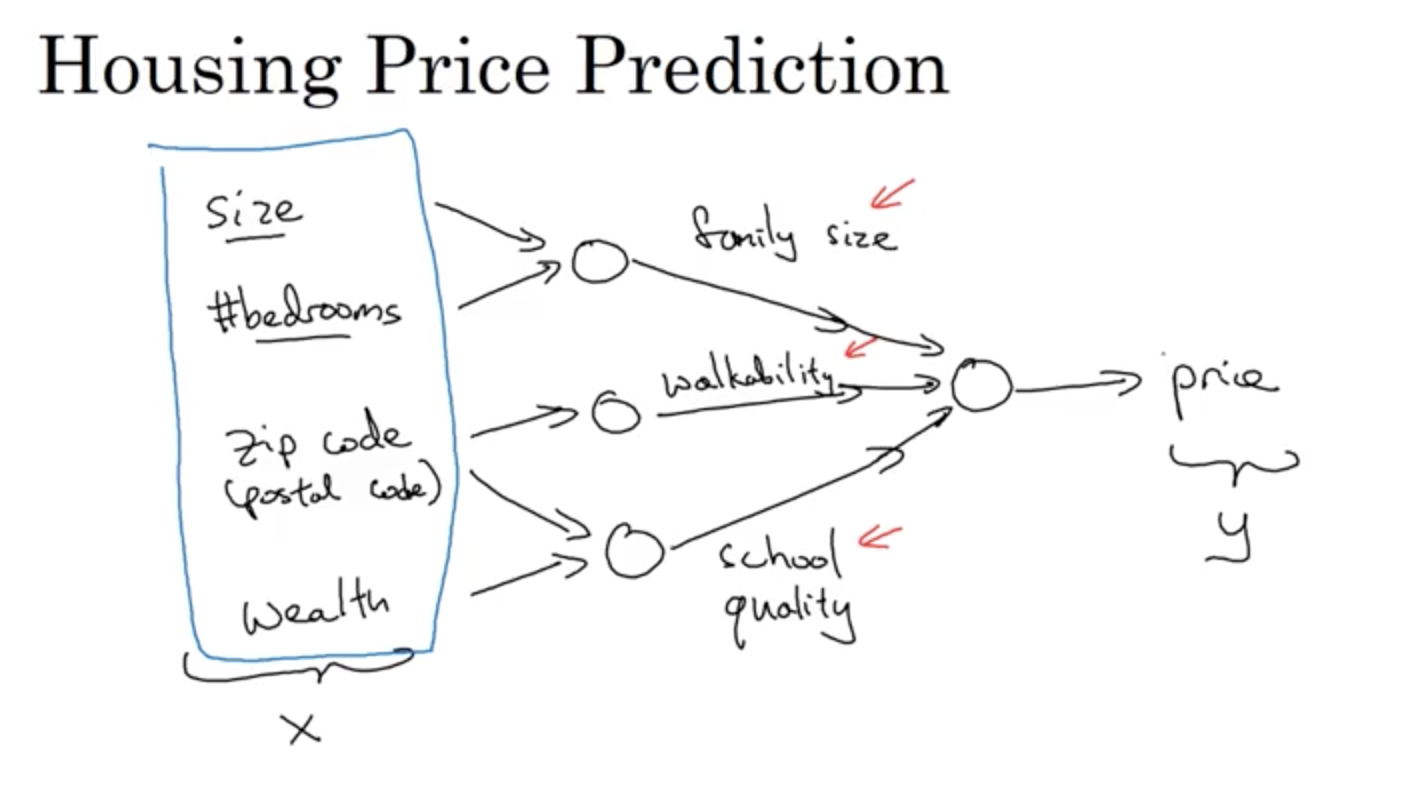 Housing Price Prediction
size
#bedrooms
zip code
(postal code)
wealth
x
family size
walkability
school
quality
price
y